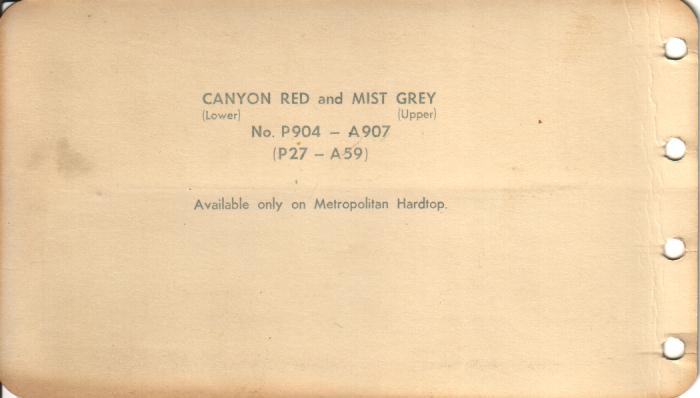 CANYON RED and MIST GREY
(Lower) (Upper)
No. P904 – A907
(P27 – A59)
Available only on Metropolitan Hardtop.